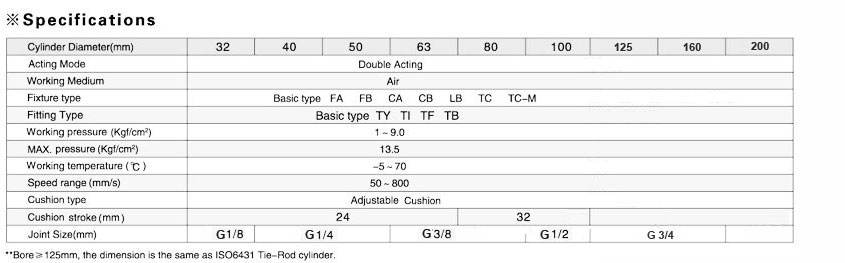 ※Specifications
Cylinder Diameter(mm) 32 40 50 63 80 100 125 160 200
Acting Mode Double Acting
Working Medium Air
Fixture type Basic type FA FB CA CB LB TC TC-M
Fitting Type Basic type TY TI TF TB
Working pressure (Kgf/cm²) 1~9.0
MAX. pressure (Kgf/cm²) 13.5
Working temperature (℃) -5~70
Speed range (mm/s) 50~800
Cushion type Adjustable Cushion
Cushion stroke(mm) 24 32
Joint Size(mm) G1/8 G1/4 G3/8 G1/2 G 3/4
**Bore≥125mm, the dimension is the same as ISO6431 Tie-Rod cylinder.